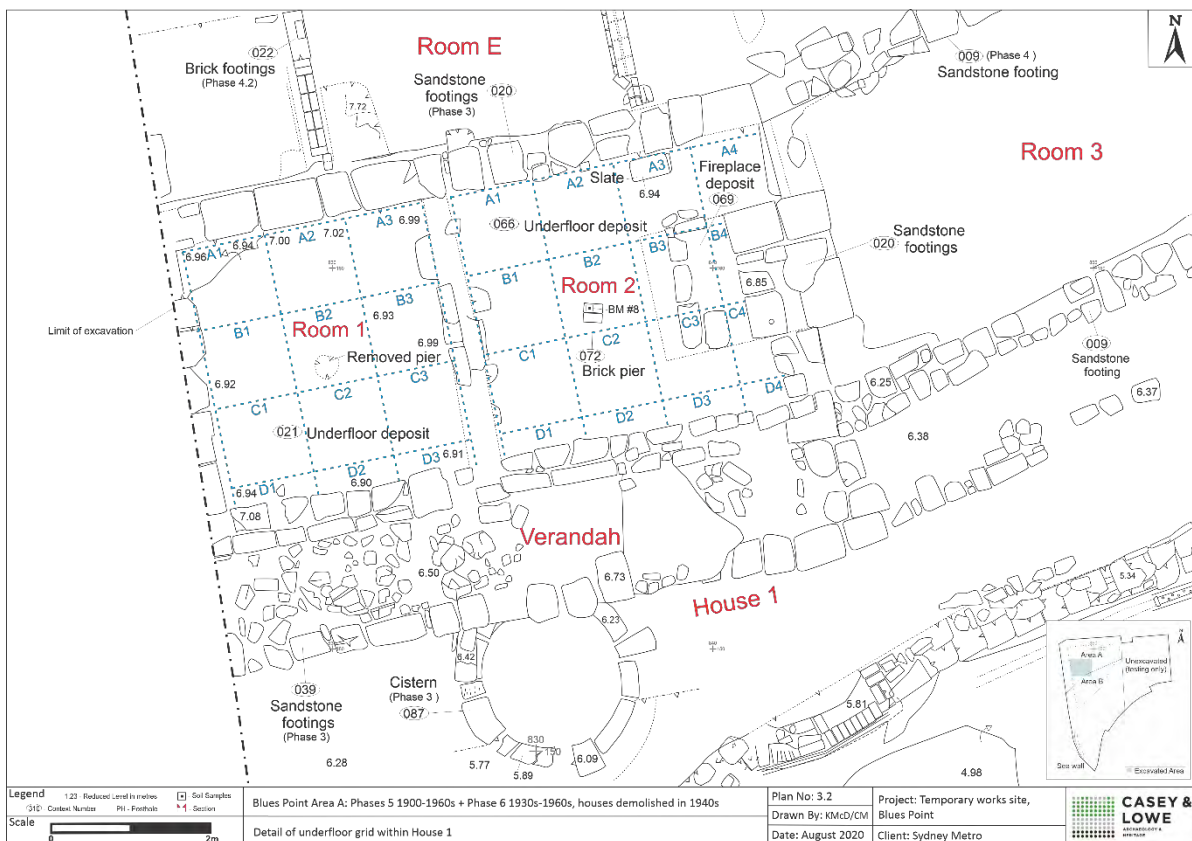 Room E
022
Brick footings
(Phase 4.2)
7.72
Sandstone
footings
(Phase 3)
020
009 (Phase 4)
Sandstone footing
N
Room 3
A1
A2
A3
A4
Slate
6.94
Fireplace
deposit
069
066 Underfloor deposit
A1
A2
A3
6.96
6.94
7.00
7.02
6.99
B1
B2
B3
B4
Room 2
BM #8
6.85
020
Sandstone
footings
Limit of excavation
B1
B2
B3
Room 1
6.93
6.99
Removed pier
C1
C2
C3
C4
072
Brick pier
6.92
C1
C2
C3
021 Underfloor deposit
D1
D2
D3
D4
D1
D2
D3
6.94
6.90
6.91
7.08
009
Sandstone
footing
6.25
6.37
6.38
Verandah
6.50
6.73
House 1
6.23
6.42
039
Sandstone
footings
(Phase 3)
Cistern
(Phase 3)
087
830
150
6.28
5.77
5.89
6.09
5.81
5.34
4.98
N
Area A
Area B
Unexcavated
(testing only)
Sea wall
Excavated Area
Legend
1.23 - Reduced Level in metres
Soil Samples
Context Number
PH - Posthole
Section
Scale
0
2m
Blues Point Area A: Phases 5 1900-1960s + Phase 6 1930s-1960s, houses demolished in 1940s
Detail of underfloor grid within House 1
Plan No: 3.2
Drawn By: KMcD/CM
Date: August 2020
Project: Temporary works site,
Blues Point
Client: Sydney Metro
CASEY &
LOWE
ARCHAEOLOGY &
HERITAGE